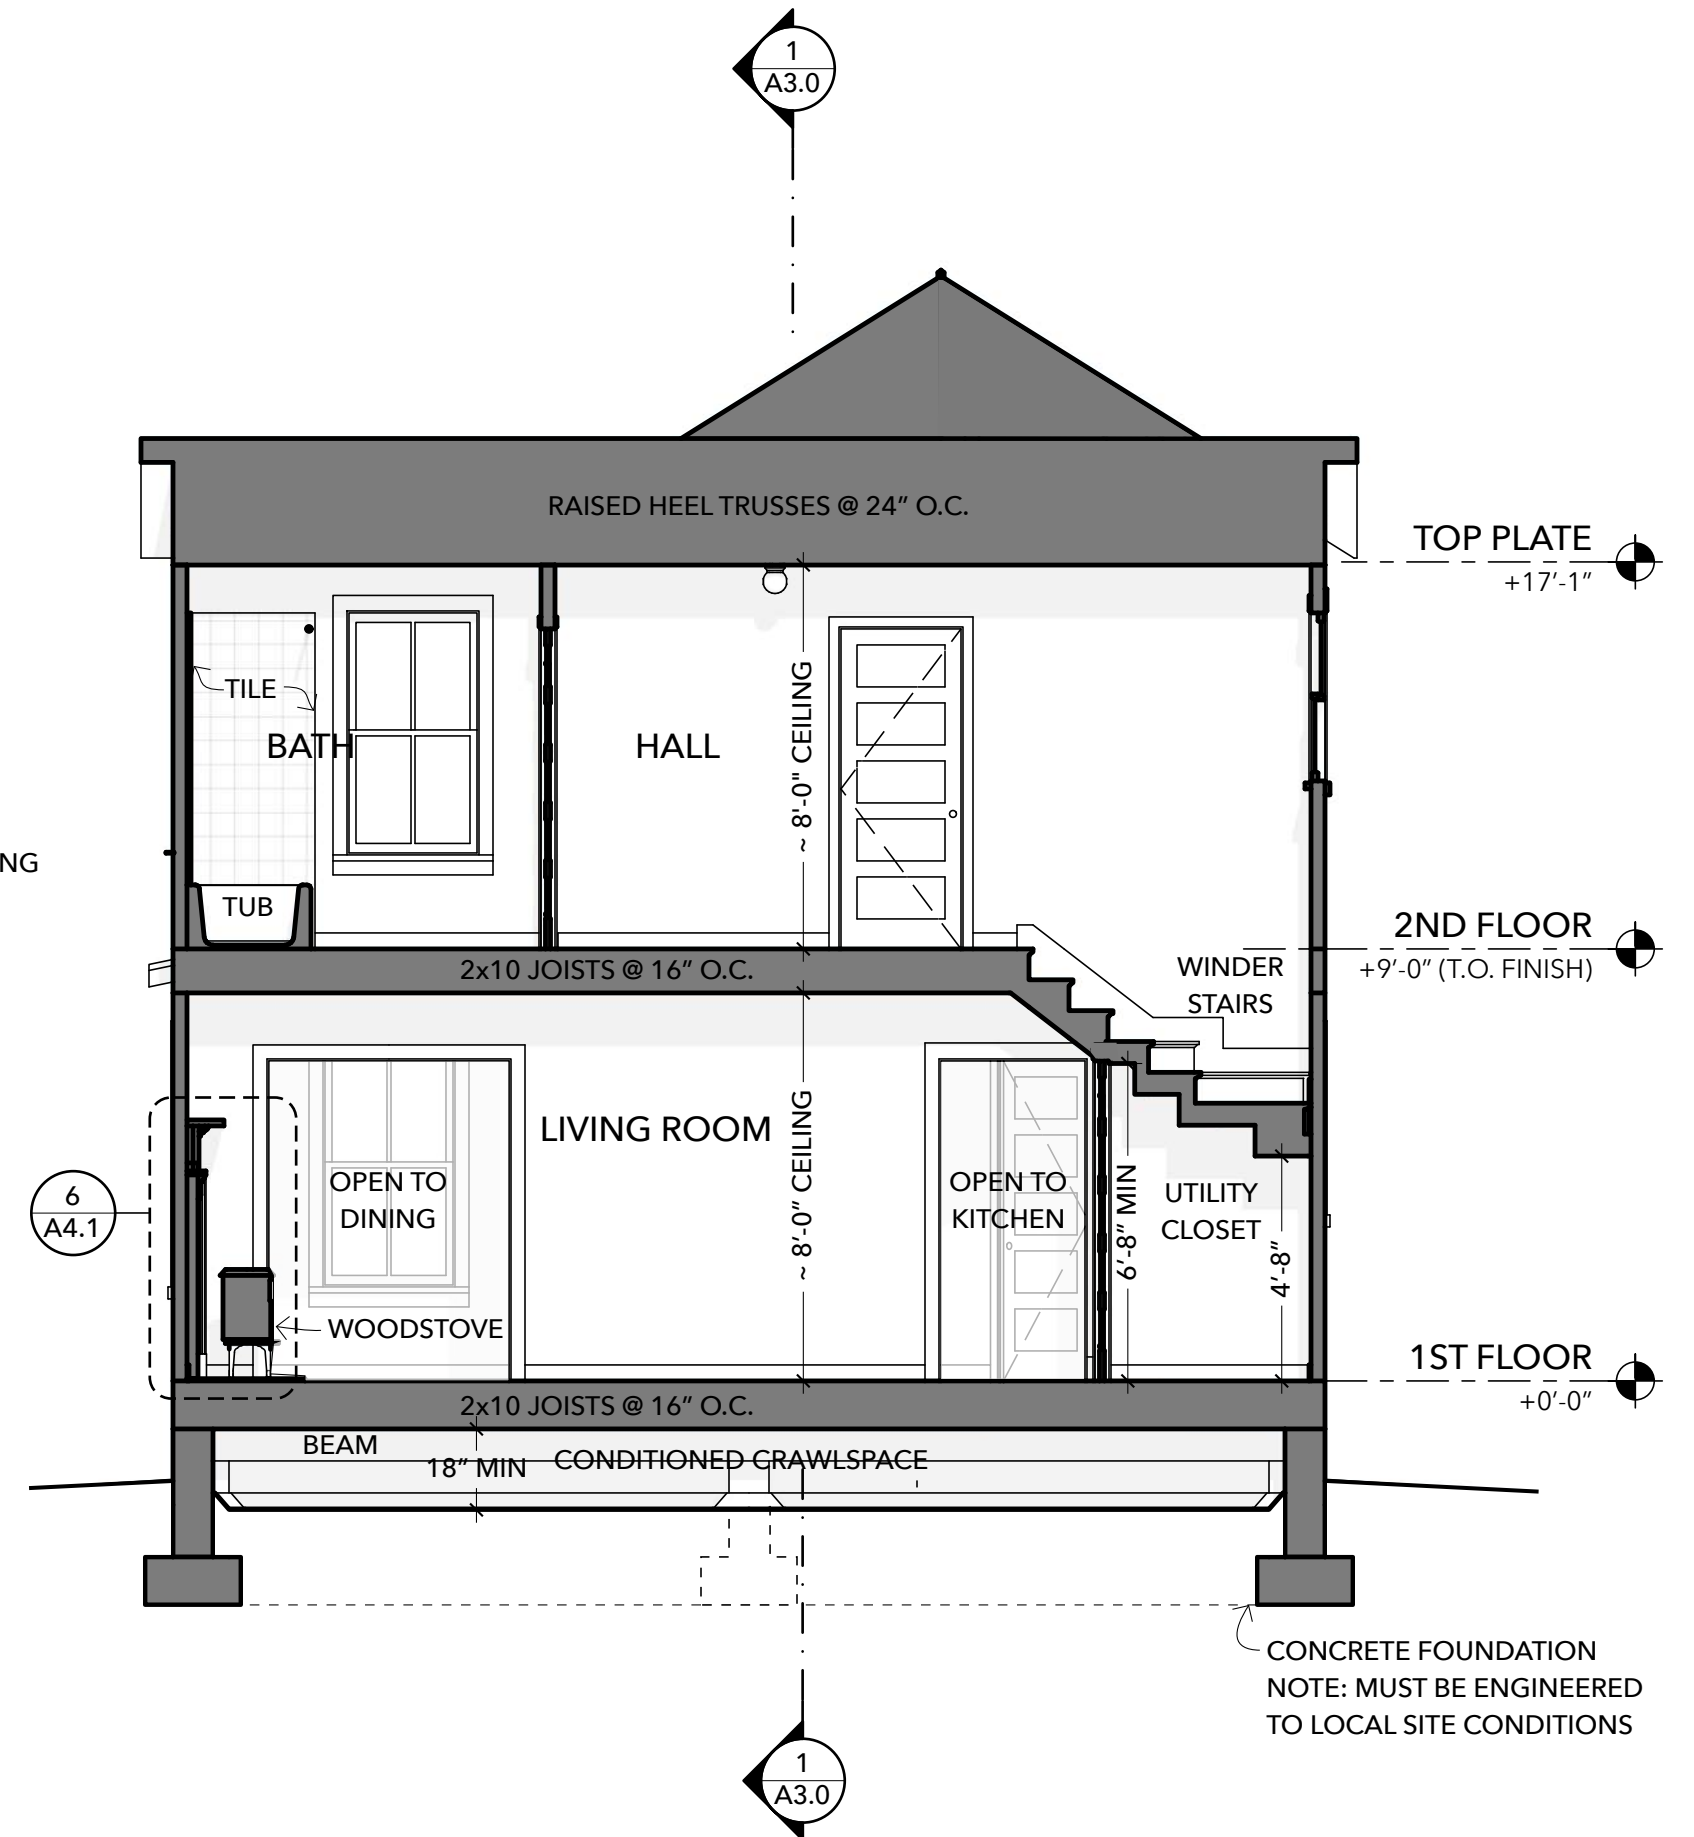 1
A3.0
RAISED HEEL TRUSSES @ 24” O.C.
TOP PLATE
+17’-1”
TILE
BATH
HALL
~ 8'-0" CEILING
NG
TUB
2ND FLOOR
+9’-0” (T.O. FINISH)
2x10 JOISTS @ 16” O.C.
WINDER
STAIRS
LIVING ROOM
~ 8’-0” CEILING
OPEN TO
DINING
OPEN TO
KITCHEN
6’-8” MIN
UTILITY
CLOSET
4’-8”
6
A4.1
WOODSTOVE
1ST FLOOR
+0’-0”
2x10 JOISTS @ 16” O.C.
BEAM
18” MIN
CONDITIONED CRAWLSPACE
CONCRETE FOUNDATION
NOTE: MUST BE ENGINEERED
TO LOCAL SITE CONDITIONS
1
A3.0